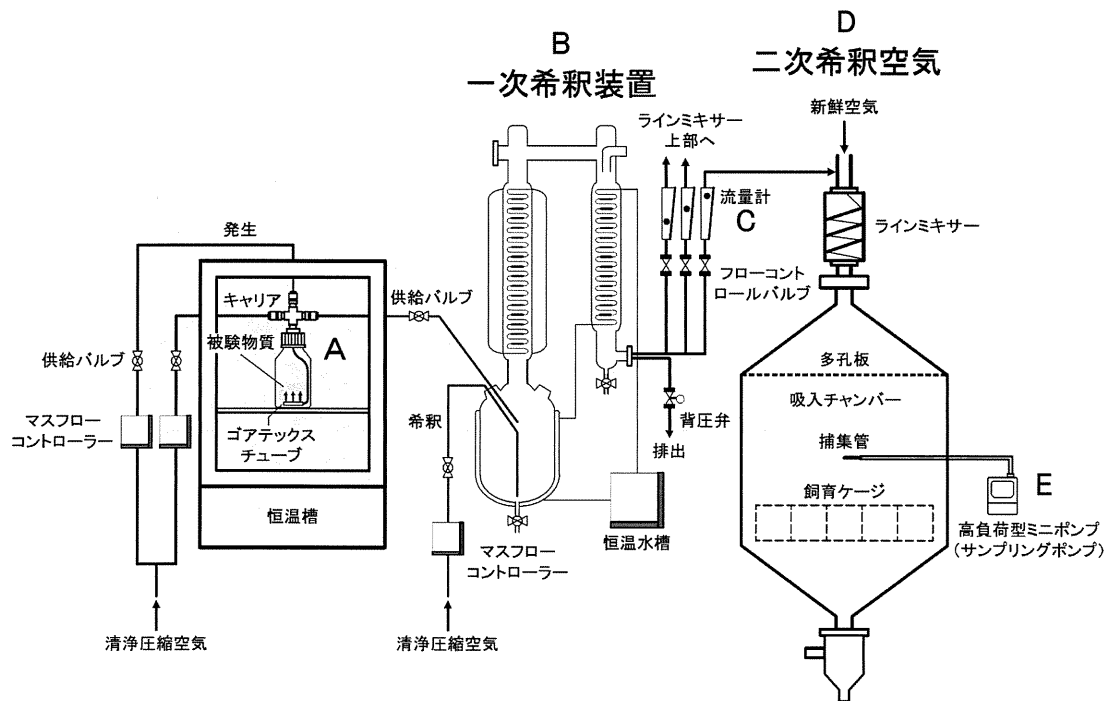 D
二次希釈空気
B
一次希釈装置
新鮮空気
ラインミキサー
上部へ
流量計
C
ラインミキサー
フローコント
ロールバルブ
発生
キャリア
供給バルブ
被験物質
A
供給バルブ
ゴアテックス
チューブ
マスフロー
コントローラー
恒温槽
清浄圧縮空気
希釈
マスフロー
コントローラー
清浄圧縮空気
恒温水槽
背圧弁
排出
多孔板
吸入チャンバー
捕集管
飼育ケージ
E
高負荷型ミニポンプ
(サンプリングポンプ)